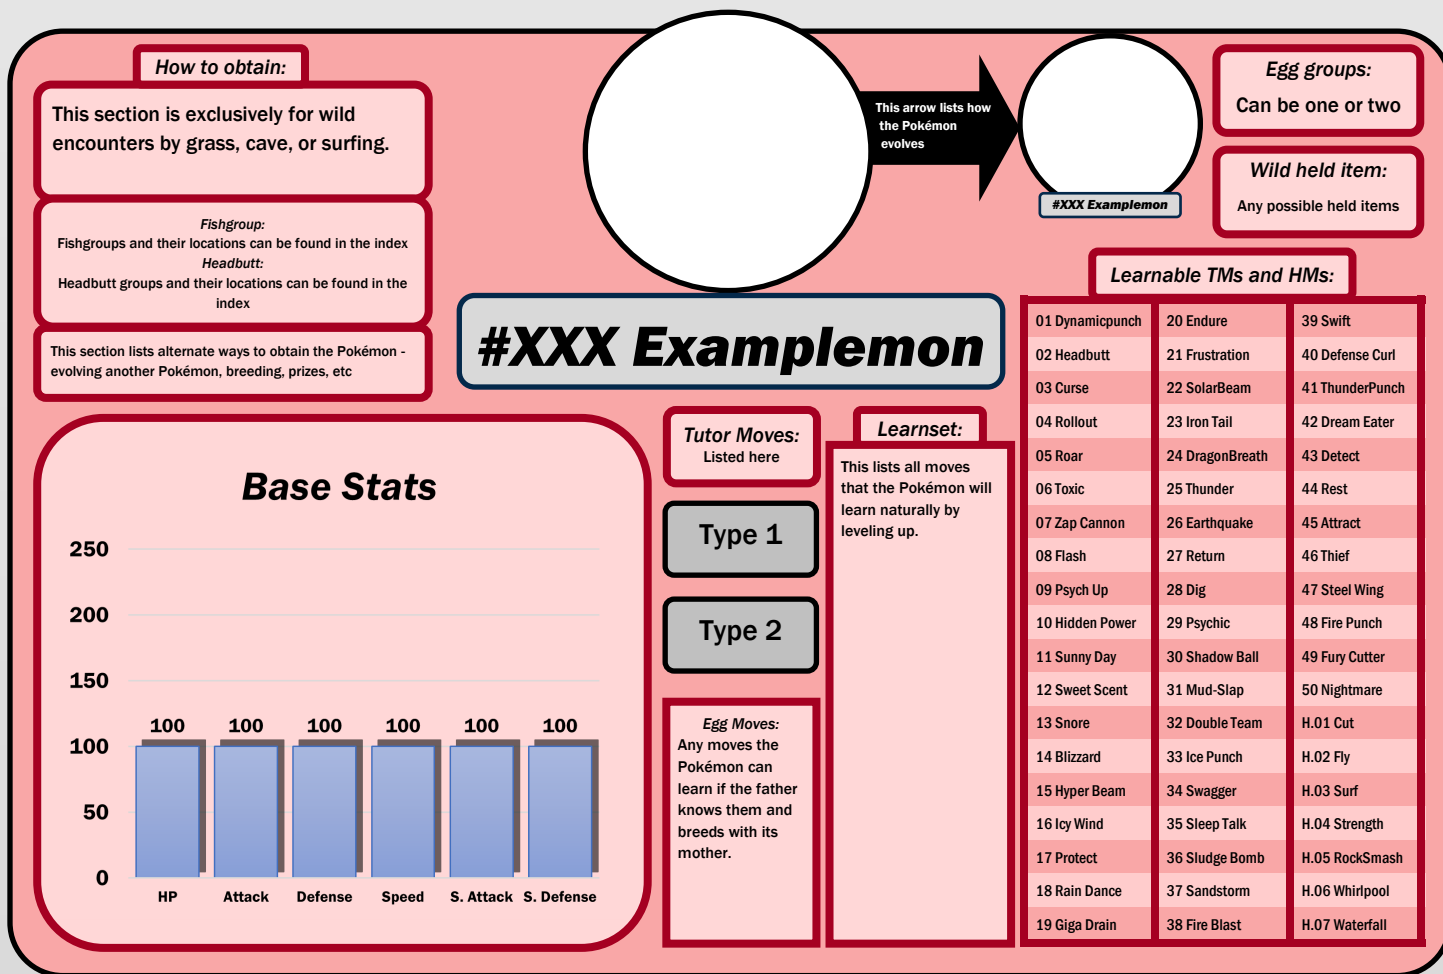 How to obtain:
This section is exclusively for wild
encounters by grass, cave, or surfing.
Fishgroup:
Fishgroups and their locations can be found in the index
Headbutt:
Headbutt groups and their locations can be found in the
index
This section lists alternate ways to obtain the Pokémon -
evolving another Pokémon, breeding, prizes, etc
This arrow lists how
the Pokémon
evolves
#XXX Examplemon
Egg groups:
Can be one or two
Wild held item:
Any possible held items
#XXX Examplemon
Base Stats
250
200
150
100
50
0
100 100 100 100 100 100
HP Attack Defense Speed S. Attack S. Defense
Tutor Moves:
Listed here
Type 1
Type 2
Egg Moves:
Any moves the
Pokémon can
learn if the father
knows them and
breeds with its
mother.
Learnset:
This lists all moves
that the Pokémon will
learn naturally by
leveling up.
Learnable TMs and HMs:
01 Dynamicpunch 20 Endure 39 Swift
02 Headbutt 21 Frustration 40 Defense Curl
03 Curse 22 SolarBeam 41 ThunderPunch
04 Rollout 23 Iron Tail 42 Dream Eater
05 Roar 24 DragonBreath 43 Detect
06 Toxic 25 Thunder 44 Rest
07 Zap Cannon 26 Earthquake 45 Attract
08 Flash 27 Return 46 Thief
09 Psych Up 28 Dig 47 Steel Wing
10 Hidden Power 29 Psychic 48 Fire Punch
11 Sunny Day 30 Shadow Ball 49 Fury Cutter
12 Sweet Scent 31 Mud-Slap 50 Nightmare
13 Snore 32 Double Team H.01 Cut
14 Blizzard 33 Ice Punch H.02 Fly
15 Hyper Beam 34 Swagger H.03 Surf
16 Icy Wind 35 Sleep Talk H.04 Strength
17 Protect 36 Sludge Bomb H.05 RockSmash
18 Rain Dance 37 Sandstorm H.06 Whirlpool
19 Giga Drain 38 Fire Blast H.07 Waterfall